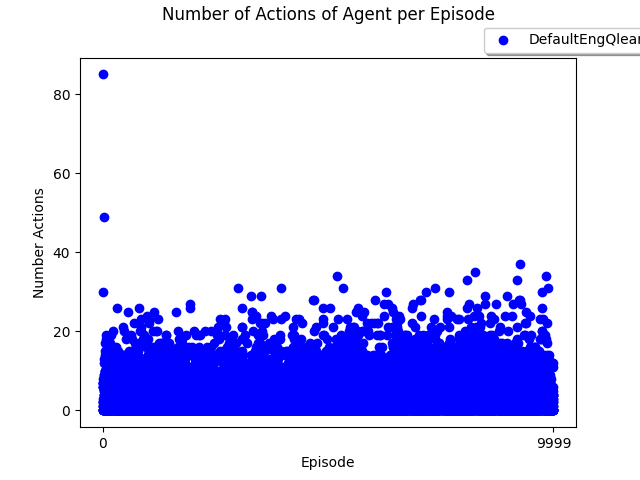 Number of Actions of Agent per Episode
DefaultEngQlear
Number Actions
80
60
40
20
0
0
9999
Episode